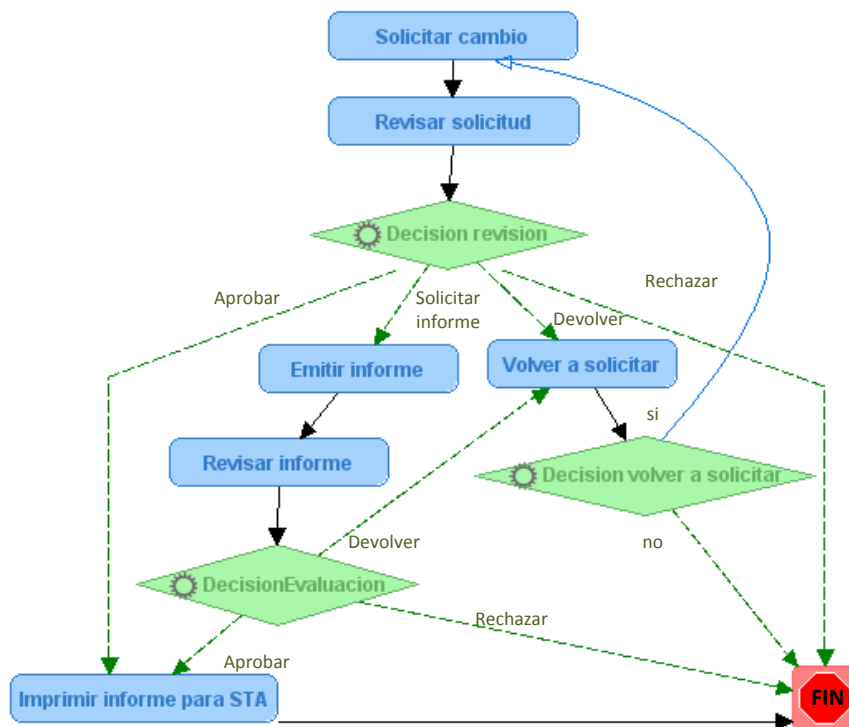 Solicitar cambio
Revisar solicitud
Decision revision
Aprobar
Solicitar
informe
Devolver
Rechazar
Emitir informe
Volver a solicitar
si
Revisar informe
Decision volver a solicitar
Devolver
no
DecisionEvaluacion
Rechazar
Aprobar
Imprimir informe para STA
FIN